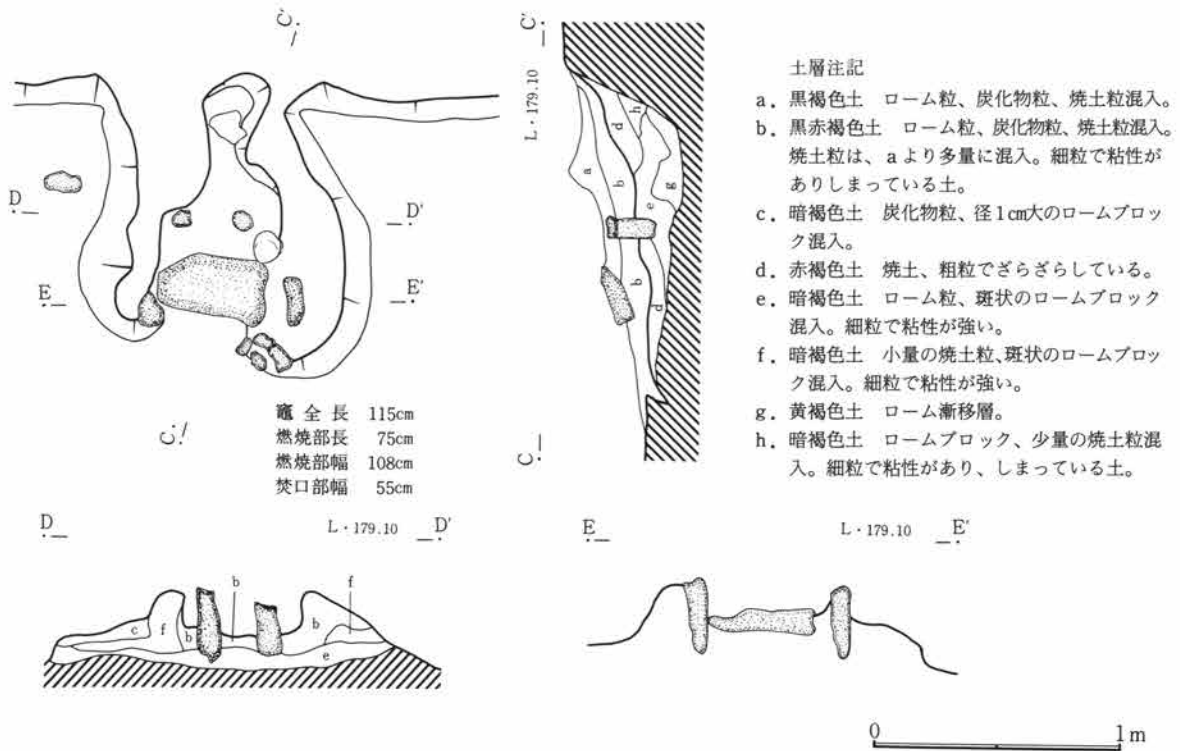 C'
C'
L・179.10
a
b
d
h
g
e
b
d
C
D
D'
E
E'
C
竈全長 115cm
燃焼部長 75cm
燃焼部幅 108cm
焚口部幅 55cm
土層注記
a．黒褐色土　ローム粒、炭化物粒、焼土粒混入。
b．黒赤褐色土　ローム粒、炭化物粒、焼土粒混入。
焼土粒は、aより多量に混入。細粒で粘性が
ありしまっている土。
c．暗褐色土　炭化物粒、径1cm大のロームブロッ
ク混入。
d．赤褐色土　焼土、粗粒でざらざらしている。
e．暗褐色土　ローム粒、斑状のロームブロック
混入。細粒で粘性が強い。
f．暗褐色土　小量の焼土粒、斑状のロームブロッ
ク混入。細粒で粘性が強い。
g．黄褐色土　ローム漸移層。
h．暗褐色土　ロームブロック、少量の焼土粒混
入。細粒で粘性があり、しまっている土。
D
L・179.10
D'
b
f
c
f
b
b
e
E
L・179.10
E'
0
1m